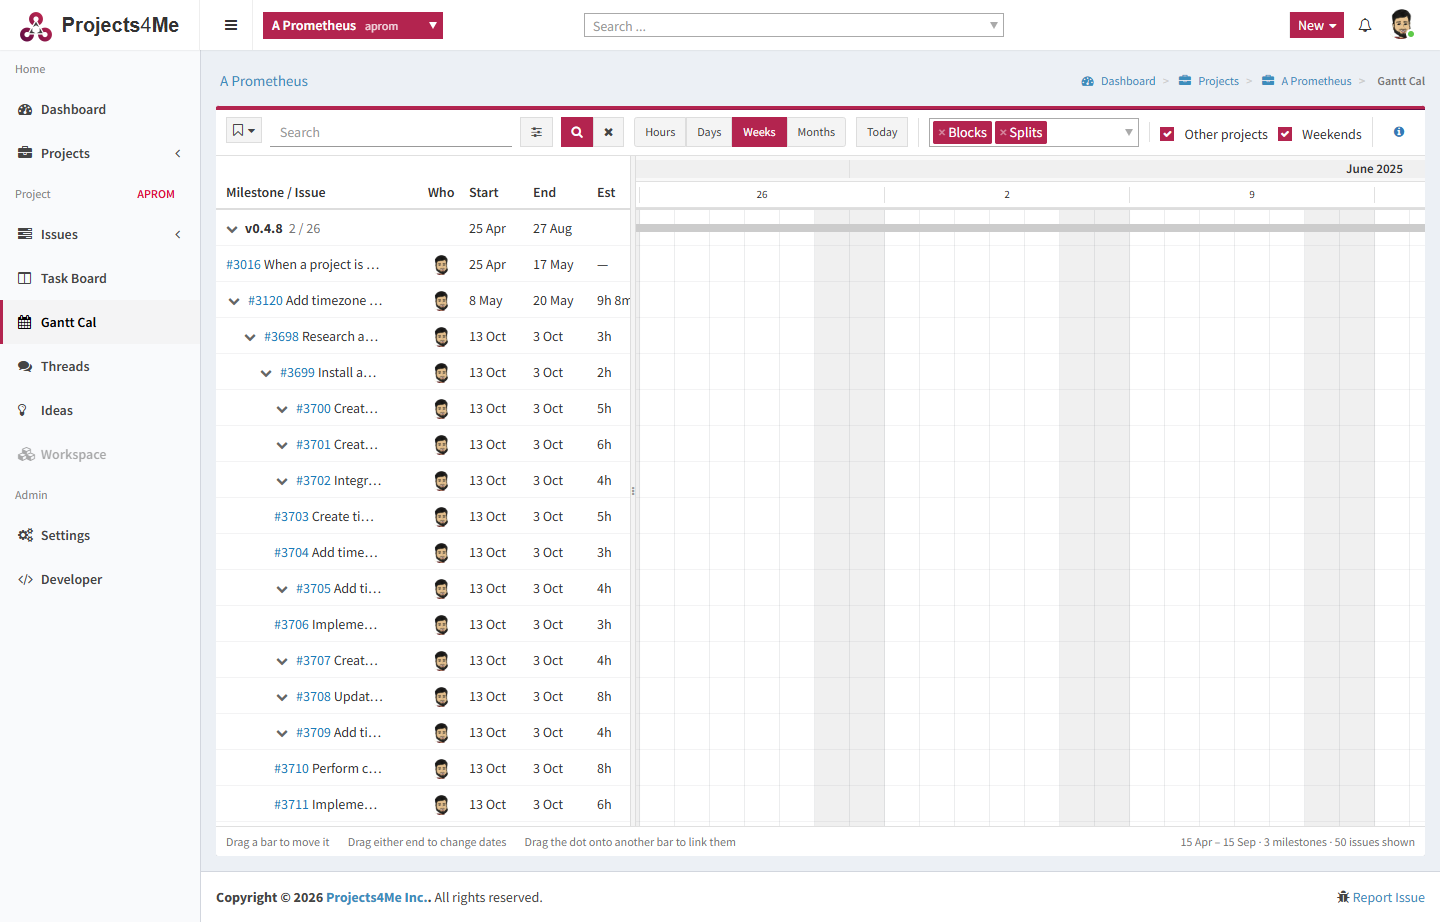 Projects4Me
A Prometheus aprom
Search ...
New
Home
Dashboard
Projects
Project APROM
Issues
Task Board
Gantt Cal
Threads
Ideas
Workspace
Admin
Settings
Developer
A Prometheus
Dashboard > Projects > A Prometheus > Gantt Cal
Search
Hours Days Weeks Months Today
× Blocks × Splits
Other projects Weekends
June 2025
Milestone / Issue Who Start End Est
26 2 9
v0.4.8 2 / 26 25 Apr 27 Aug
#3016 When a project is … 25 Apr 17 May —
#3120 Add timezone … 8 May 20 May 9h 8m
#3698 Research a… 13 Oct 3 Oct 3h
#3699 Install a… 13 Oct 3 Oct 2h
#3700 Creat… 13 Oct 3 Oct 5h
#3701 Creat… 13 Oct 3 Oct 6h
#3702 Integr… 13 Oct 3 Oct 4h
#3703 Create ti… 13 Oct 3 Oct 5h
#3704 Add time… 13 Oct 3 Oct 3h
#3705 Add ti… 13 Oct 3 Oct 4h
#3706 Impleme… 13 Oct 3 Oct 3h
#3707 Creat… 13 Oct 3 Oct 4h
#3708 Updat… 13 Oct 3 Oct 8h
#3709 Add ti… 13 Oct 3 Oct 4h
#3710 Perform c… 13 Oct 3 Oct 8h
#3711 Impleme… 13 Oct 3 Oct 6h
Drag a bar to move it Drag either end to change dates Drag the dot onto another bar to link them
15 Apr – 15 Sep · 3 milestones · 50 issues shown
Copyright © 2026 Projects4Me Inc.. All rights reserved.
Report Issue